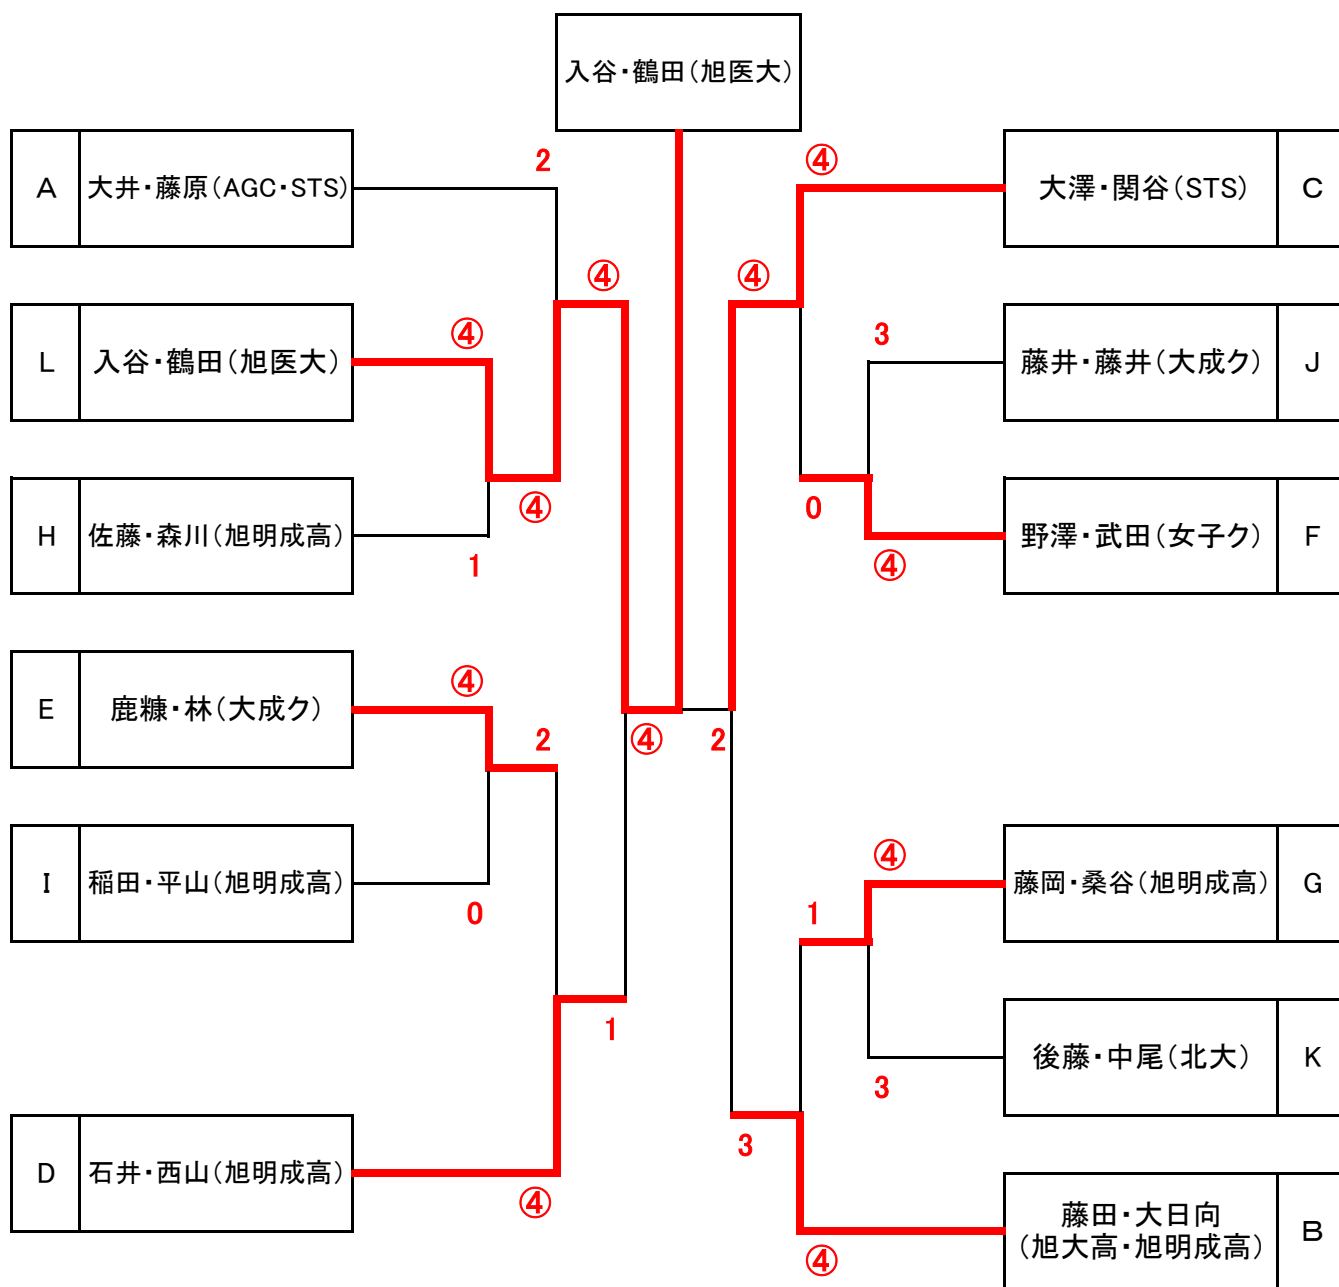 入谷・鶴田(旭医大)
2
④
A 大井・藤原(AGC・STS)
大澤・関谷(STS) C
④
④
④
3
L 入谷・鶴田(旭医大)
藤井・藤井(大成ク) J
④
0
H 佐藤・森川(旭明成高)
野澤・武田(女子ク) F
1
④
④
E 鹿糠・林(大成ク)
2
④
2
④
I 稲田・平山(旭明成高)
藤岡・桑谷(旭明成高) G
0
1
1
後藤・中尾(北大) K
3
3
D 石井・西山(旭明成高)
④
藤田・大日向
(旭大高・旭明成高) B
④